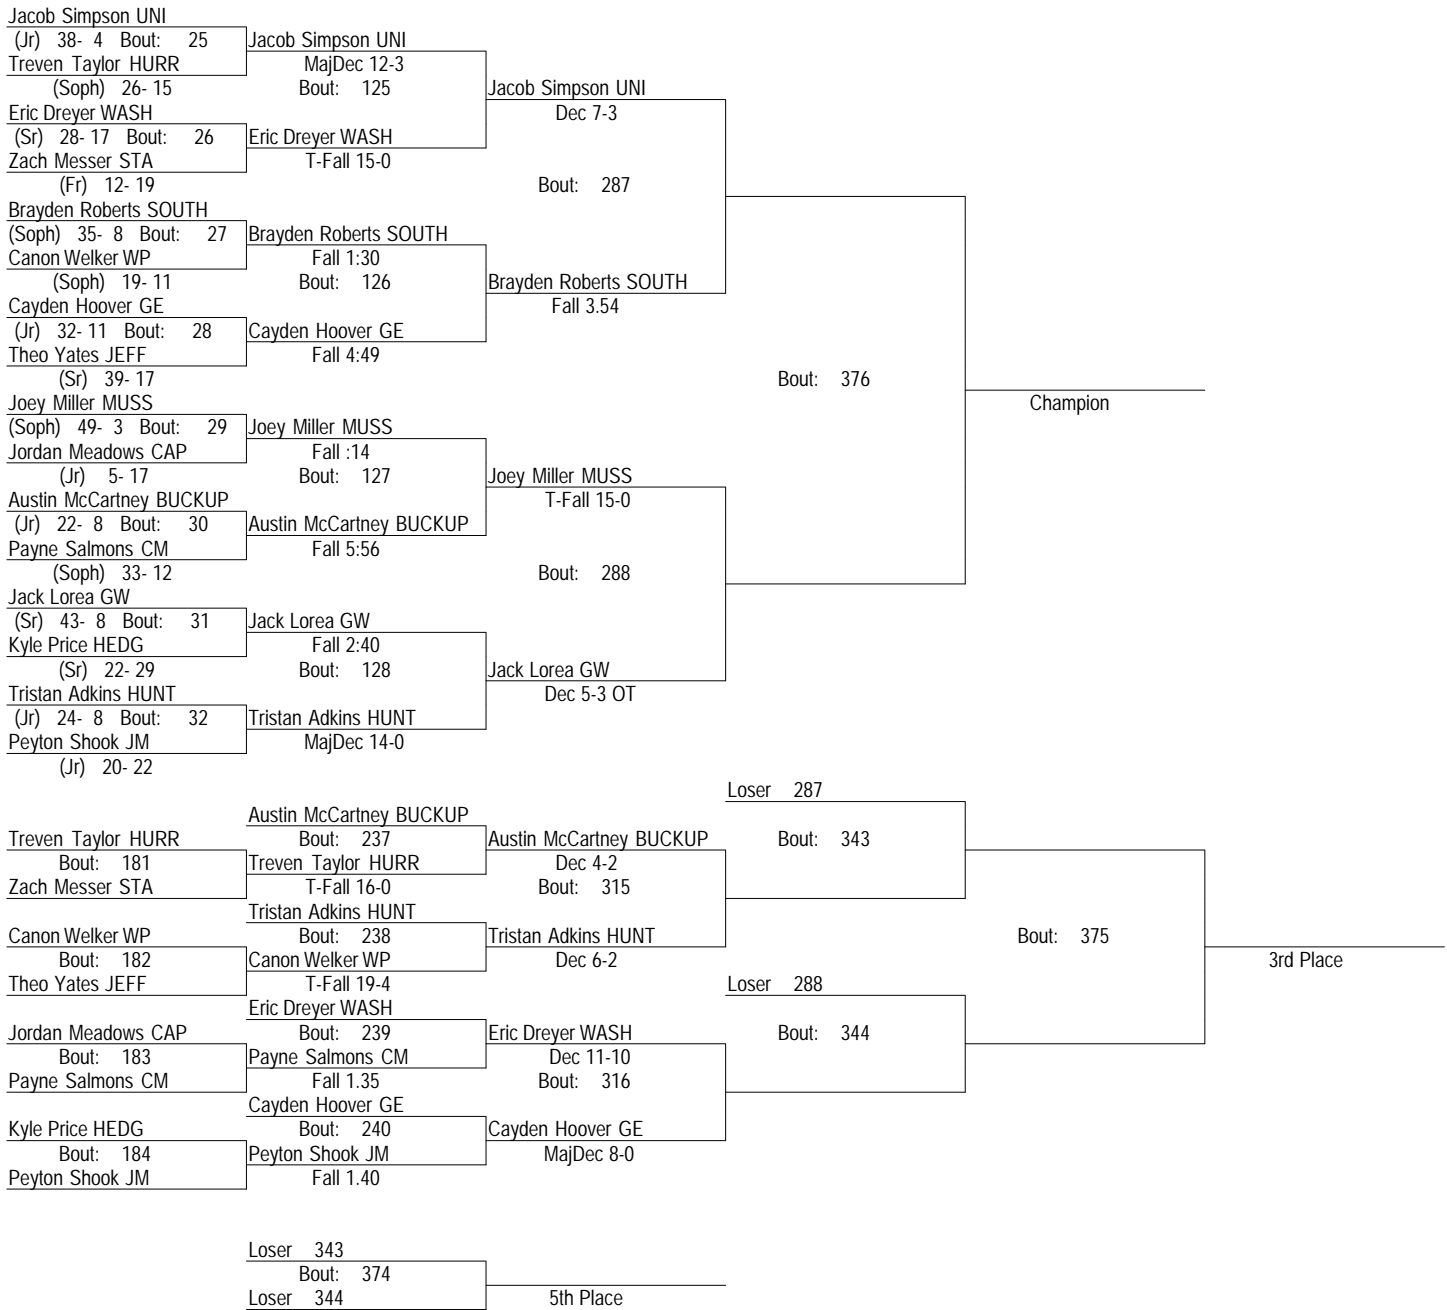 Jacob Simpson UNI
(Jr) 38- 4 Bout: 25 Jacob Simpson UNI
Treven Taylor HURR MajDec 12-3
(Soph) 26- 15 Bout: 125 Jacob Simpson UNI
Eric Dreyer WASH Dec 7-3
(Sr) 28- 17 Bout: 26 Eric Dreyer WASH
Zach Messer STA T-Fall 15-0
(Fr) 12- 19 Bout: 287
Brayden Roberts SOUTH
(Soph) 35- 8 Bout: 27 Brayden Roberts SOUTH
Canon Welker WP Fall 1:30
(Soph) 19- 11 Bout: 126 Brayden Roberts SOUTH
Cayden Hoover GE Fall 3.54
(Jr) 32- 11 Bout: 28 Cayden Hoover GE
Theo Yates JEFF Fall 4:49
(Sr) 39- 17 Bout: 376
Joey Miller MUSS Champion
(Soph) 49- 3 Bout: 29 Joey Miller MUSS
Jordan Meadows CAP Fall :14
(Jr) 5- 17 Bout: 127 Joey Miller MUSS
Austin McCartney BUCKUP T-Fall 15-0
(Jr) 22- 8 Bout: 30 Austin McCartney BUCKUP
Payne Salmons CM Fall 5:56
(Soph) 33- 12 Bout: 288
Jack Lorea GW
(Sr) 43- 8 Bout: 31 Jack Lorea GW
Kyle Price HEDG Fall 2:40
(Sr) 22- 29 Bout: 128 Jack Lorea GW
Tristan Adkins HUNT Dec 5-3 OT
(Jr) 24- 8 Bout: 32 Tristan Adkins HUNT
Peyton Shook JM MajDec 14-0
(Jr) 20- 22
Loser 287
Austin McCartney BUCKUP
Treven Taylor HURR Bout: 237 Austin McCartney BUCKUP Bout: 343
Bout: 181 Treven Taylor HURR Dec 4-2
Zach Messer STA T-Fall 16-0 Bout: 315
Tristan Adkins HUNT
Canon Welker WP Bout: 238 Tristan Adkins HUNT Bout: 375
Bout: 182 Canon Welker WP Dec 6-2 3rd Place
Theo Yates JEFF T-Fall 19-4 Loser 288
Eric Dreyer WASH
Jordan Meadows CAP Bout: 239 Eric Dreyer WASH Bout: 344
Bout: 183 Payne Salmons CM Dec 11-10
Payne Salmons CM Fall 1.35 Bout: 316
Cayden Hoover GE
Kyle Price HEDG Bout: 240 Cayden Hoover GE
Bout: 184 Peyton Shook JM MajDec 8-0
Peyton Shook JM Fall 1.40
Loser 343
Bout: 374
Loser 344 5th Place